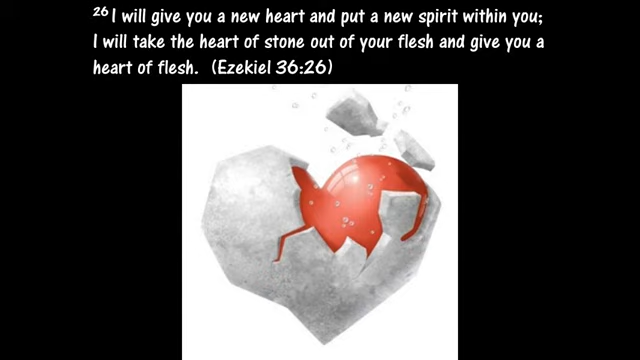 26 I will give you a new heart and put a new spirit within you;
I will take the heart of stone out of your flesh and give you a
heart of flesh. (Ezekiel 36:26)